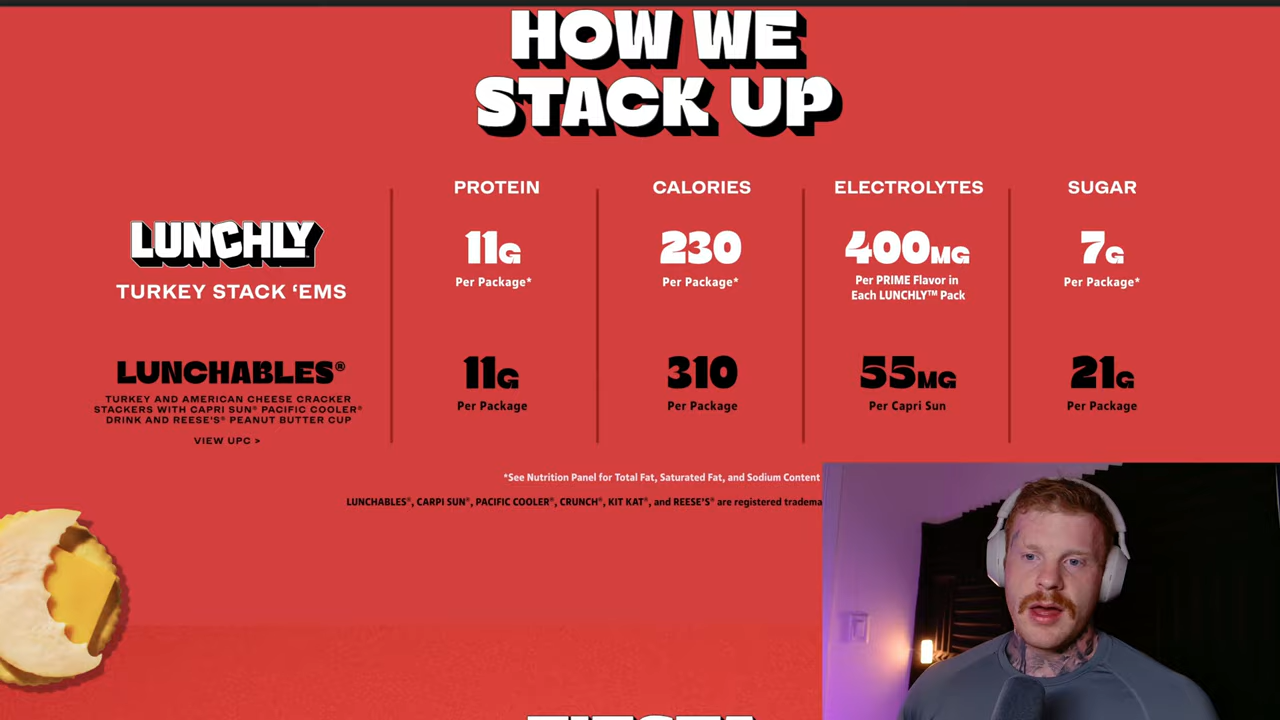 HOW WE
STACK UP
PROTEIN
CALORIES
ELECTROLYTES
SUGAR
LUNCHLY™
TURKEY STACK ‘EMS
11G
Per Package*
230
Per Package*
400MG
Per PRIME Flavor in
Each LUNCHLY™ Pack
7G
Per Package*
LUNCHABLES®
TURKEY AND AMERICAN CHEESE CRACKER
STACKERS WITH CAPRI SUN® PACIFIC COOLER®
DRINK AND REESE'S® PEANUT BUTTER CUP
VIEW UPC >
11G
Per Package
310
Per Package
55MG
Per Capri Sun
21G
Per Package
*See Nutrition Panel for Total Fat, Saturated Fat, and Sodium Content
LUNCHABLES®, CARPI SUN®, PACIFIC COOLER®, CRUNCH®, KIT KAT®, and REESE'S® are registered tradema